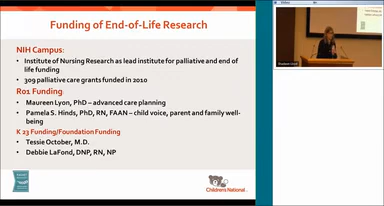 Funding of End-of-Life Research
NIH Campus:
• Institute of Nursing Research as lead institute for palliative and end of
life funding
• 309 palliative care grants funded in 2010
R01 Funding
• Maureen Lyon, PhD – advanced care planning
• Pamela S. Hinds, PhD, RN, FAAN – child voice, parent and family well-
being
K 23 Funding/Foundation Funding
• Tessie October, M.D.
• Debbie LaFond, DNP, RN, NP
Children's National